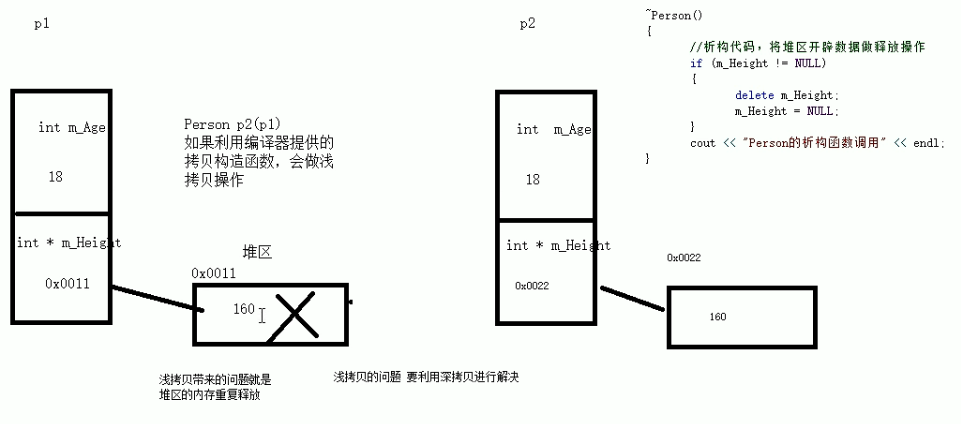 p1
int m_Age
18
int * m_Height
0x0011
Person p2(p1)
如果利用编译器提供的
拷贝构造函数，会做浅
拷贝操作
堆区
0x0011
160
浅拷贝带来的问题就是
堆区的内存重复释放
浅拷贝的问题 要利用深拷贝进行解决
p2
int m_Age
18
int * m_Height
0x0022
0x0022
160
~Person()
{
//析构代码，将堆区开辟数据做释放操作
if (m_Height != NULL)
{
delete m_Height;
m_Height = NULL;
}
cout << "Person的析构函数调用" << endl;
}